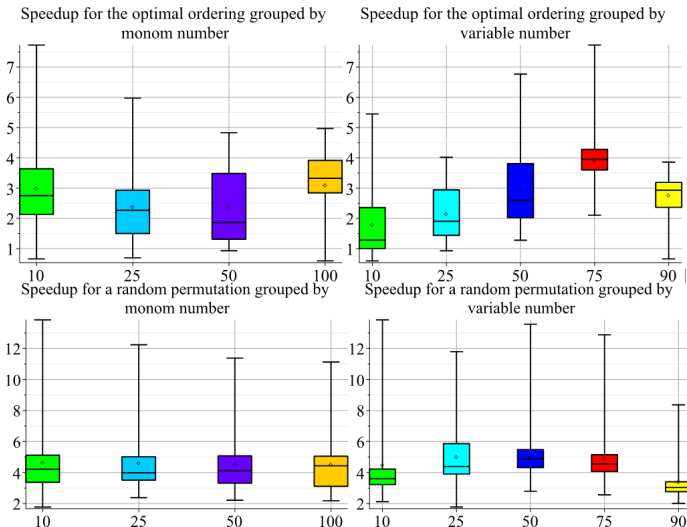 Speedup for the optimal ordering grouped by
monom number
7
6
5
4
3
2
1
10 25 50 100
Speedup for the optimal ordering grouped by
variable number
7
6
5
4
3
2
1
10 25 50 75 90
Speedup for a random permutation grouped by
monom number
12
10
8
6
4
2
10 25 50 100
Speedup for a random permutation grouped by
variable number
12
10
8
6
4
2
10 25 50 75 90